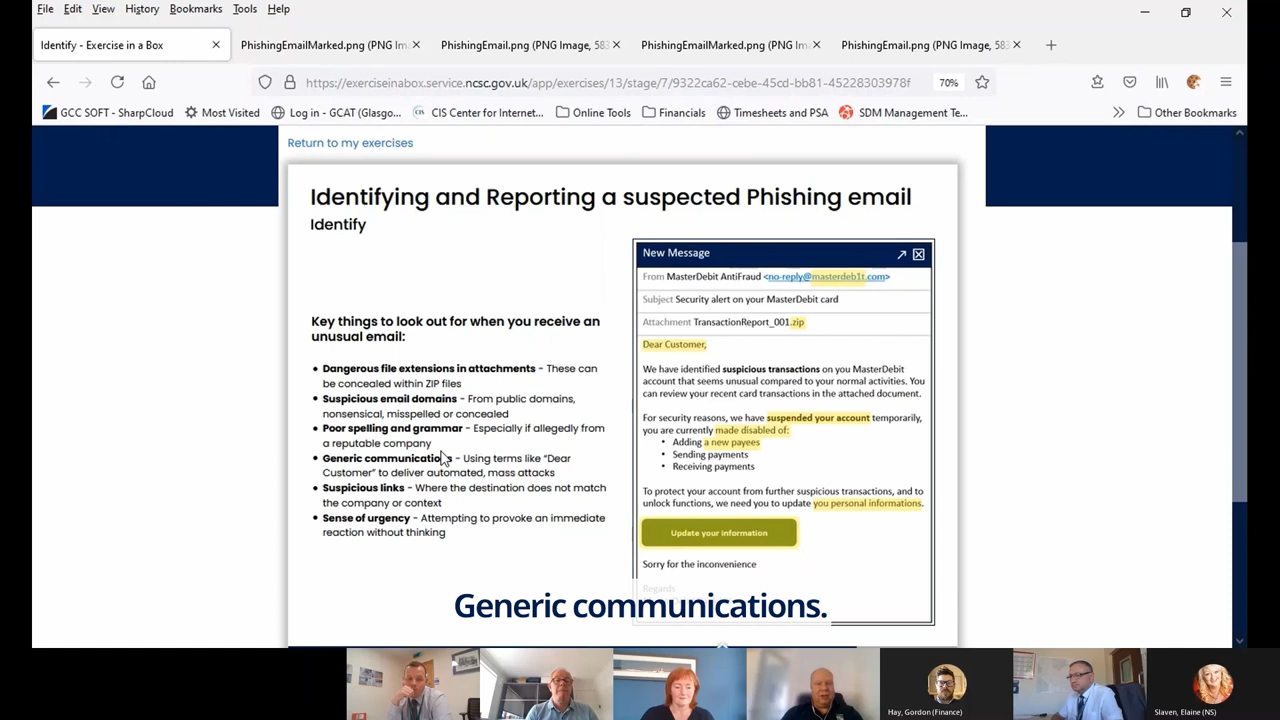 File Edit View History Bookmarks Tools Help
Identify - Exercise in a Box
PhishingEmailMarked.png (PNG Im
PhishingEmail.png (PNG Image, 583
PhishingEmailMarked.png (PNG Im
PhishingEmail.png (PNG Image, 583
https://exerciseinabox.service.ncsc.gov.uk/app/exercises/13/stage/7/9322ca62-cebe-45cd-bb81-45228303978f
70%
GCC SOFT - SharpCloud
Most Visited
Log in - GCAT (Glasgo...
CIS Center for Internet...
Online Tools
Financials
Timesheets and PSA
SDM Management Te...
Other Bookmarks
Return to my exercises
Identifying and Reporting a suspected Phishing email
Identify
Key things to look out for when you receive an
unusual email:
• Dangerous file extensions in attachments - These can
be concealed within ZIP files
• Suspicious email domains - From public domains,
nonsensical, misspelled or concealed
• Poor spelling and grammar - Especially if allegedly from
a reputable company
• Generic communications - Using terms like “Dear
Customer” to deliver automated, mass attacks
• Suspicious links - Where the destination does not match
the company or context
• Sense of urgency - Attempting to provoke an immediate
reaction without thinking
New Message
From MasterDebit AntiFraud <no-reply@masterdeb1t.com>
Subject Security alert on your MasterDebit card
Attachment TransactionReport_001.zip
Dear Customer,
We have identified suspicious transactions on you MasterDebit
account that seems unusual compared to your normal activities. You
can review your recent card transactions in the attached document.
For security reasons, we have suspended your account temporarily,
you are currently made disabled of:
• Adding a new payees
• Sending payments
• Receiving payments
To protect your account from further suspicious transactions, and to
unlock functions, we need you to update you personal informations.
Update your information
Sorry for the inconvenience
Regards
Generic communications.
Hay, Gordon (Finance)
Slaven, Elaine (NS)